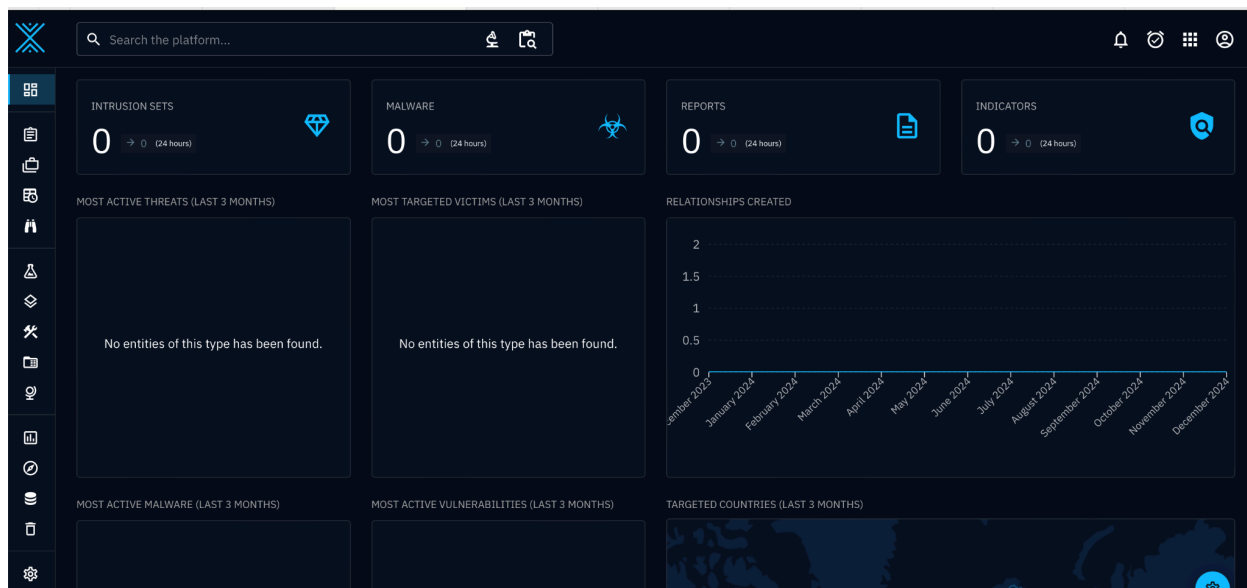 Search the platform...
INTRUSION SETS
0 → 0 (24 hours)
MALWARE
0 → 0 (24 hours)
REPORTS
0 → 0 (24 hours)
INDICATORS
0 → 0 (24 hours)
MOST ACTIVE THREATS (LAST 3 MONTHS)
No entities of this type has been found.
MOST TARGETED VICTIMS (LAST 3 MONTHS)
No entities of this type has been found.
RELATIONSHIPS CREATED
2
1.5
1
0.5
0
cember 2023
January 2024
February 2024
March 2024
April 2024
May 2024
June 2024
July 2024
August 2024
September 2024
October 2024
November 2024
December 2024
MOST ACTIVE MALWARE (LAST 3 MONTHS)
MOST ACTIVE VULNERABILITIES (LAST 3 MONTHS)
TARGETED COUNTRIES (LAST 3 MONTHS)